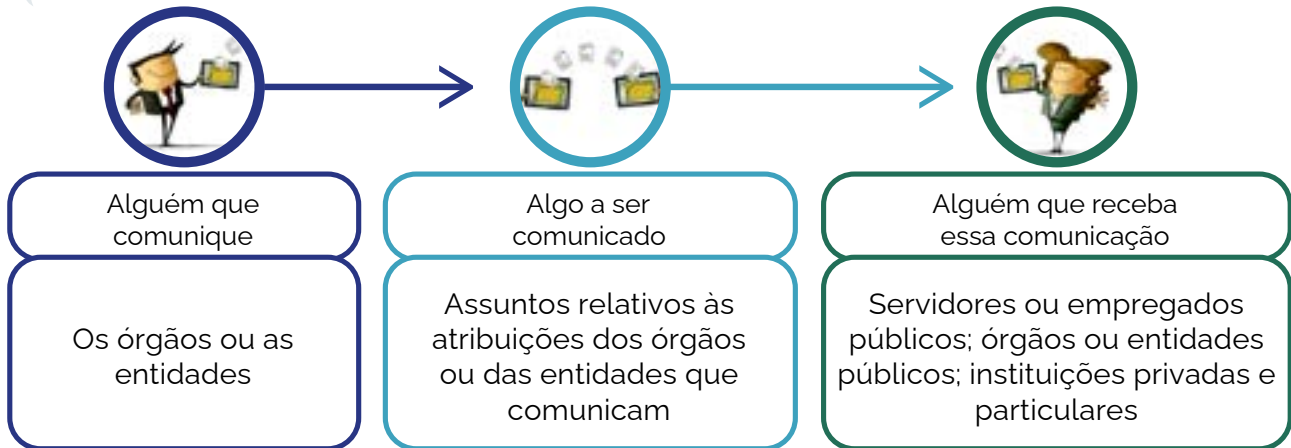 Alguém que
comunique
Os órgãos ou as
entidades
Algo a ser
comunicado
Assuntos relativos às
atribuições dos órgãos
ou das entidades que
comunicam
Alguém que receba
essa comunicação
Servidores ou empregados
públicos; órgãos ou entidades
públicos; instituições privadas e
particulares